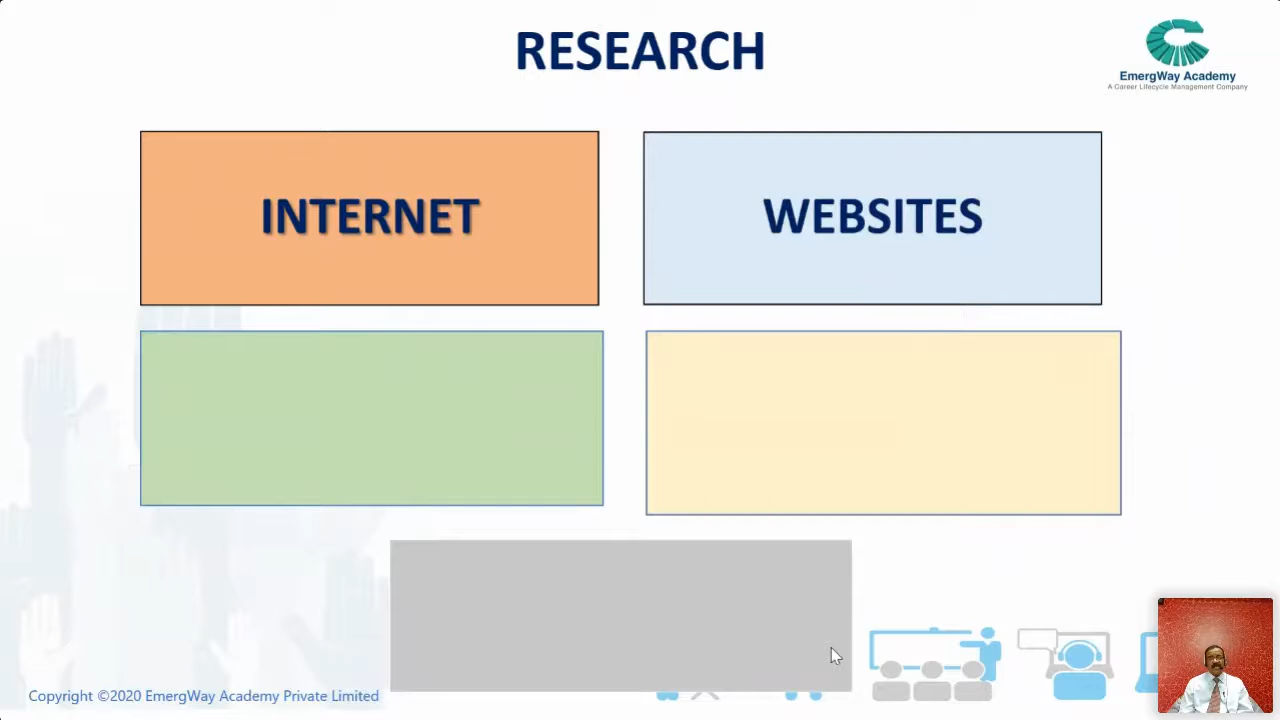 RESEARCH
EmergWay Academy
A Career Lifecycle Management Company
INTERNET
WEBSITES
Copyright ©2020 EmergWay Academy Private Limited